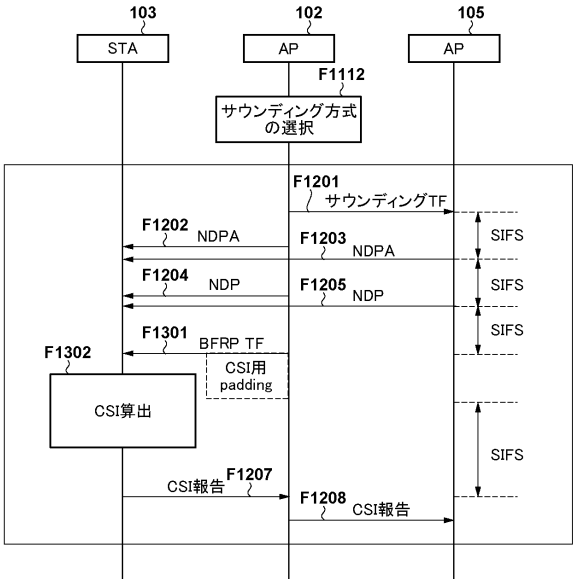 103
102
105
STA
AP
AP
F1112
サウンディング方式
の選択
F1201
サウンディングTF
F1202
NDPA
F1203
NDPA
SIFS
F1204
NDP
F1205
NDP
SIFS
F1301
BFRP TF
SIFS
F1302
CSI用
padding
CSI算出
SIFS
F1207
CSI報告
F1208
CSI報告